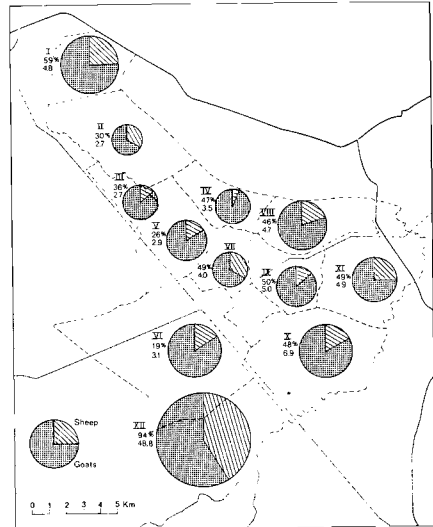 I
59%
4.8
II
30%
2.7
III
36%
2.7
IV
47%
3.5
VIII
46%
4.7
V
26%
2.9
VII
49%
4.0
IX
50%
5.0
XI
49%
4.9
VI
19%
3.1
X
48%
6.9
XII
94%
48.8
Sheep
Goats
0 1 2 3 4 5 Km